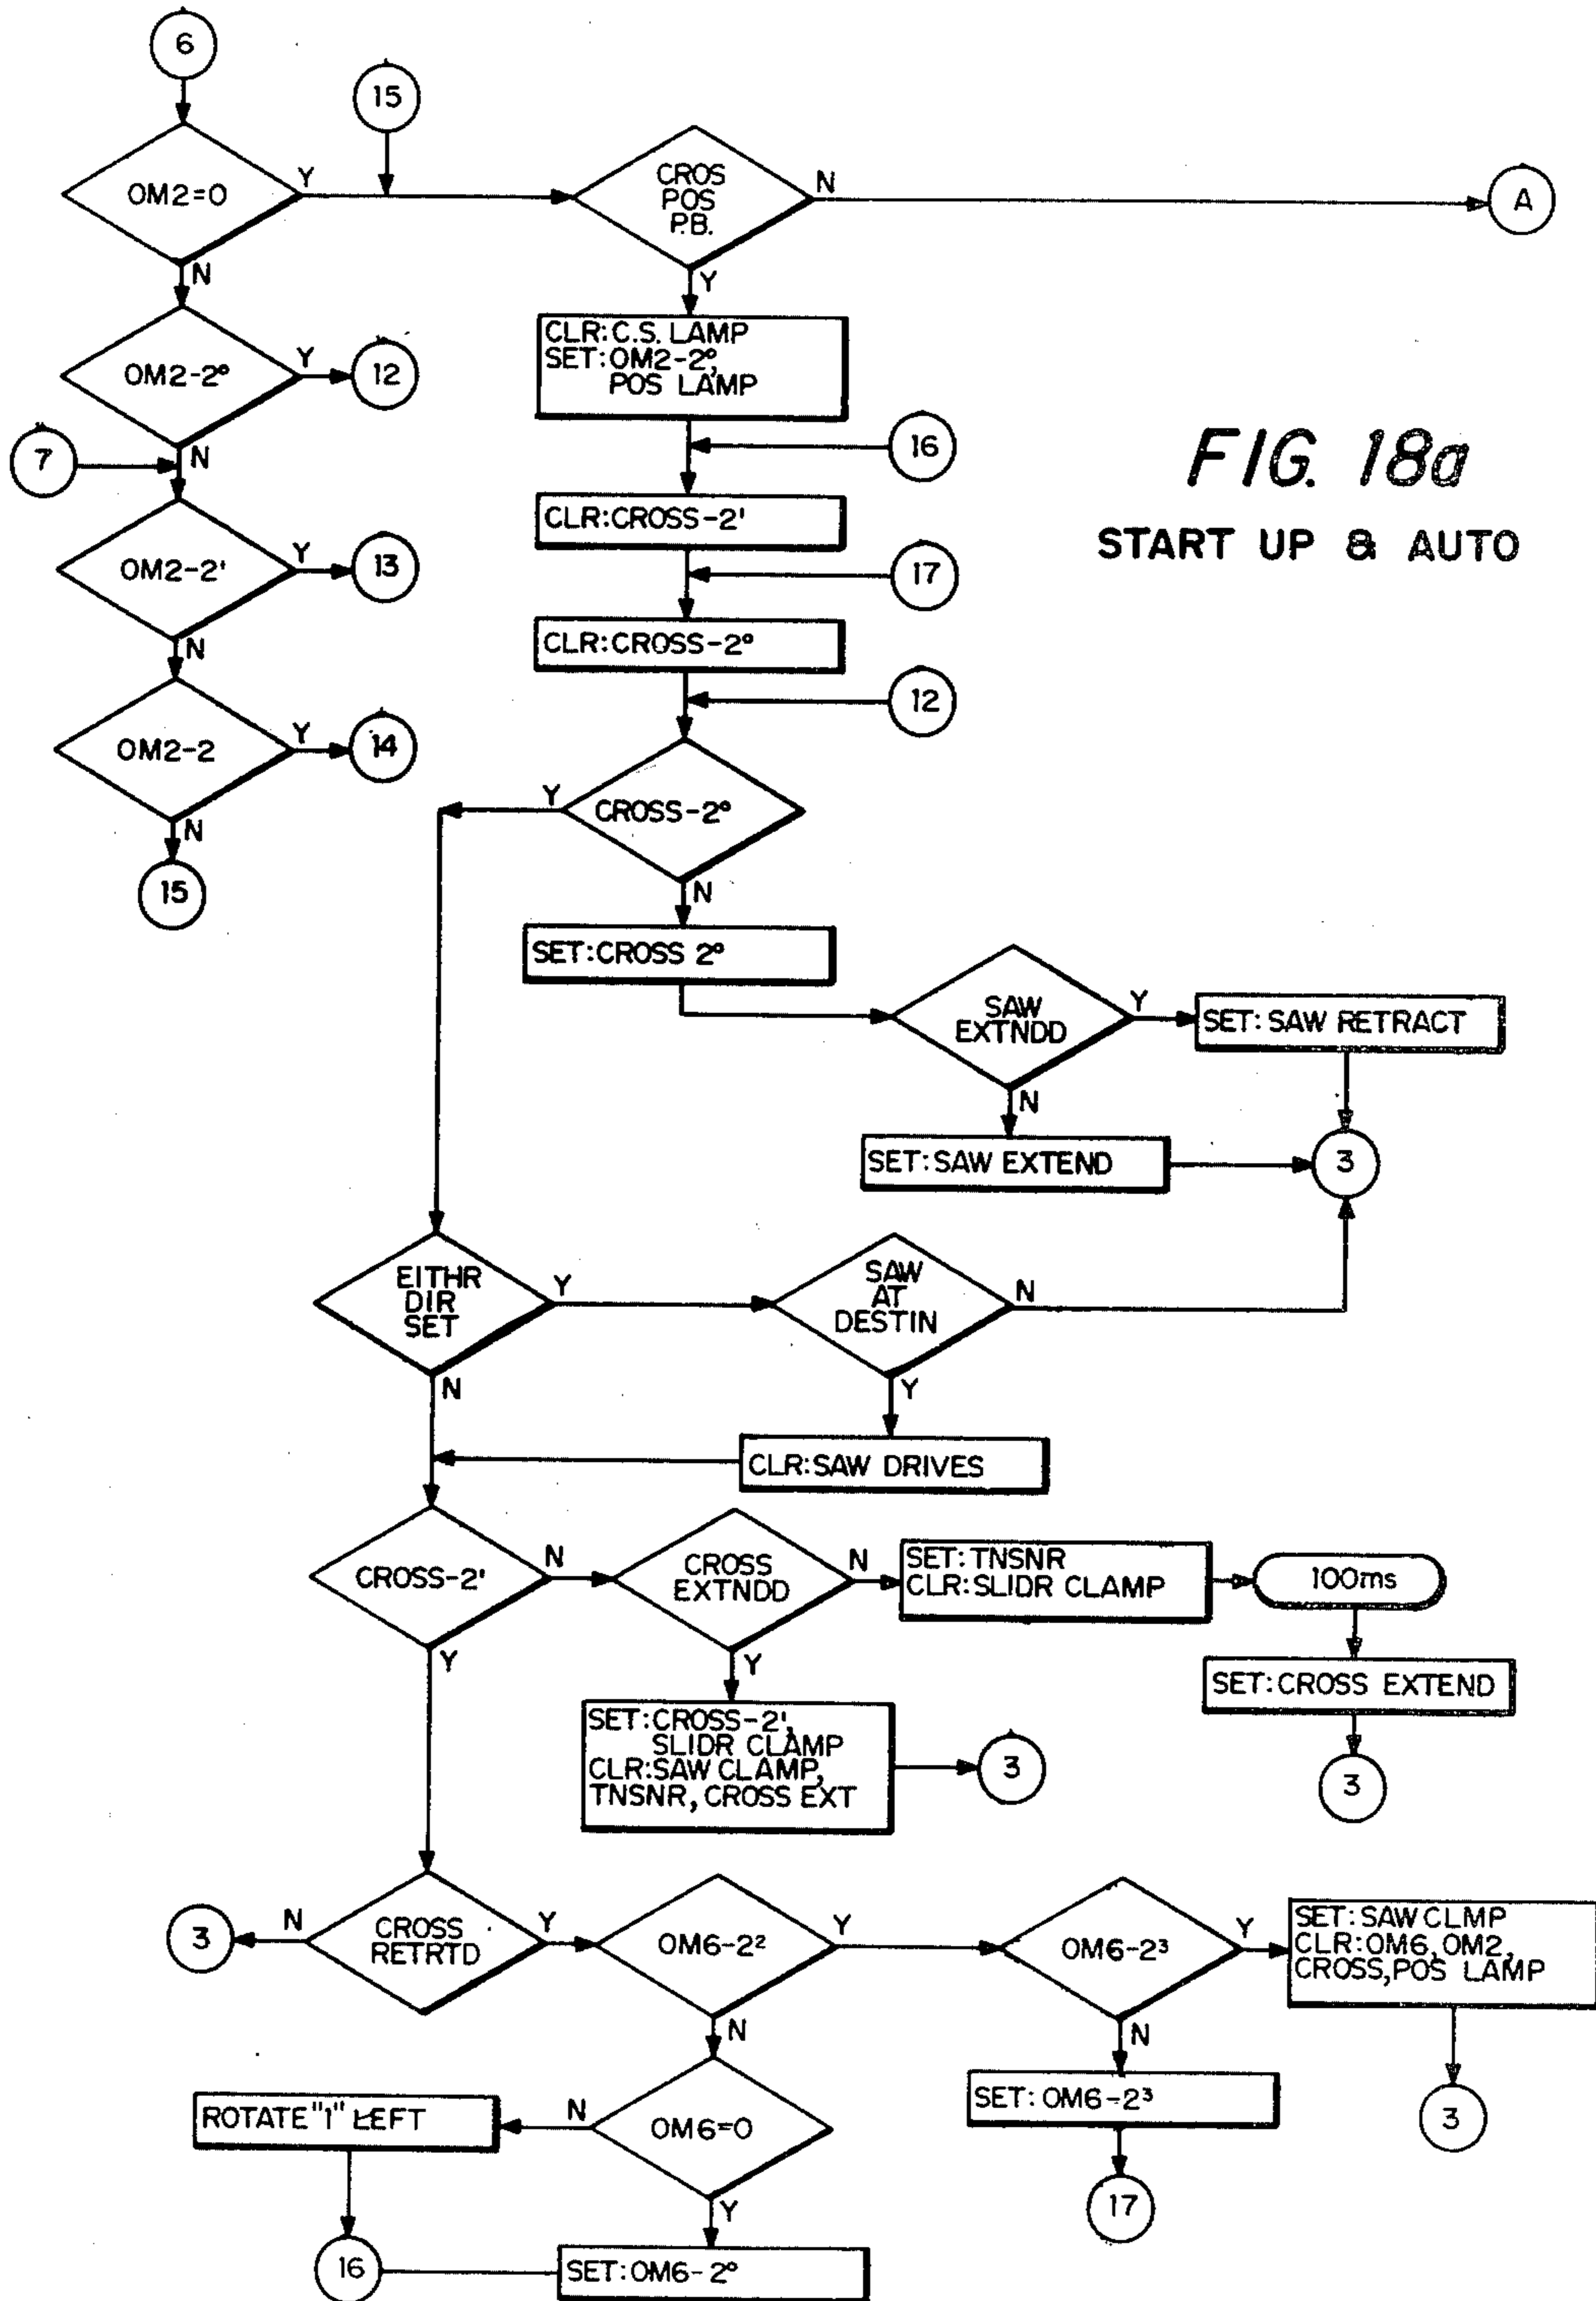 6
15
OM2=0
Y
CROS
POS
P.B.
N
A
N
Y
CLR:C.S. LAMP
SET:OM2-2°,
POS LAMP
OM2-2°
Y
12
16
7
N
FIG. 18a
START UP & AUTO
CLR:CROSS-2'
OM2-2'
Y
13
17
N
CLR:CROSS-2°
12
OM2-2
Y
14
N
15
Y
CROSS-2°
N
SET:CROSS 2°
SAW
EXTNDD
Y
SET: SAW RETRACT
N
SET:SAW EXTEND
3
EITHR
DIR
SET
Y
SAW
AT
DESTIN
N
N
Y
CLR:SAW DRIVES
CROSS-2'
N
CROSS
EXTNDD
N
SET:TNSNR
CLR:SLIDR CLAMP
100ms
Y
Y
SET:CROSS EXTEND
SET:CROSS-2',
SLIDR CLAMP
CLR:SAW CLAMP,
TNSNR, CROSS EXT
3
3
3
N
CROSS
RETRTD
Y
OM6-2²
Y
OM6-2³
Y
SET:SAW CLMP
CLR:OM6,OM2,
CROSS,POS LAMP
N
N
ROTATE "1" LEFT
N
OM6=0
SET: OM6-2³
3
Y
17
16
SET:OM6-2°